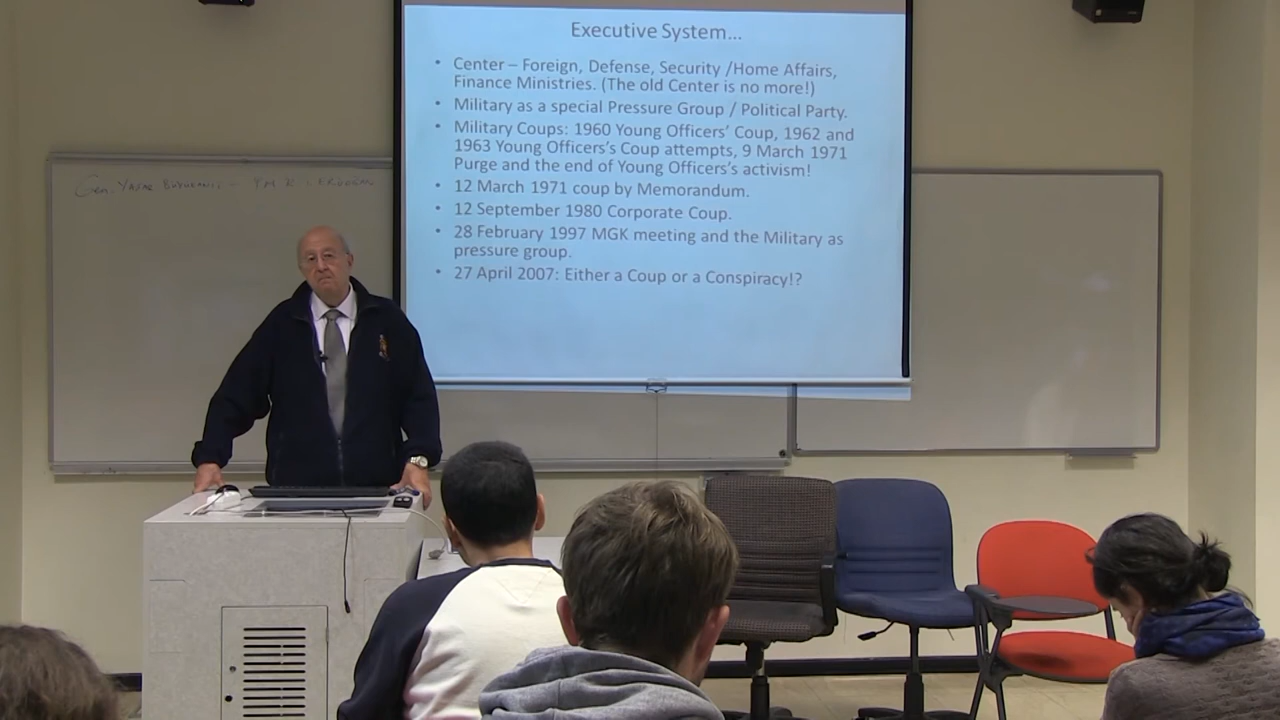 Executive System...
• Center – Foreign, Defense, Security /Home Affairs,
Finance Ministries. (The old Center is no more!)
• Military as a special Pressure Group / Political Party.
• Military Coups: 1960 Young Officers' Coup, 1962 and
1963 Young Officers's Coup attempts, 9 March 1971
Purge and the end of Young Officers's activism!
• 12 March 1971 coup by Memorandum.
• 12 September 1980 Corporate Coup.
• 28 February 1997 MGK meeting and the Military as
pressure group.
• 27 April 2007: Either a Coup or a Conspiracy!?
Gen. YAŞAR